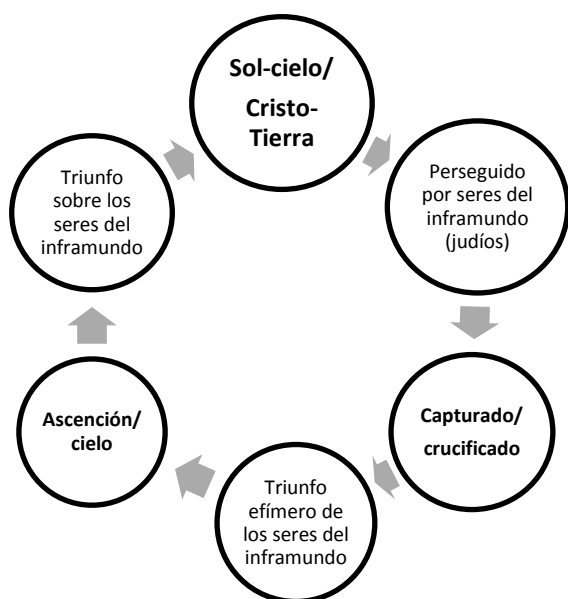 Sol-cielo/
Cristo-
Tierra
Perseguido
por seres del
inframundo
(judíos)
Capturado/
crucificado
Triunfo
efímero de
los seres del
inframundo
Ascención/
cielo
Triunfo
sobre los
seres del
inframundo